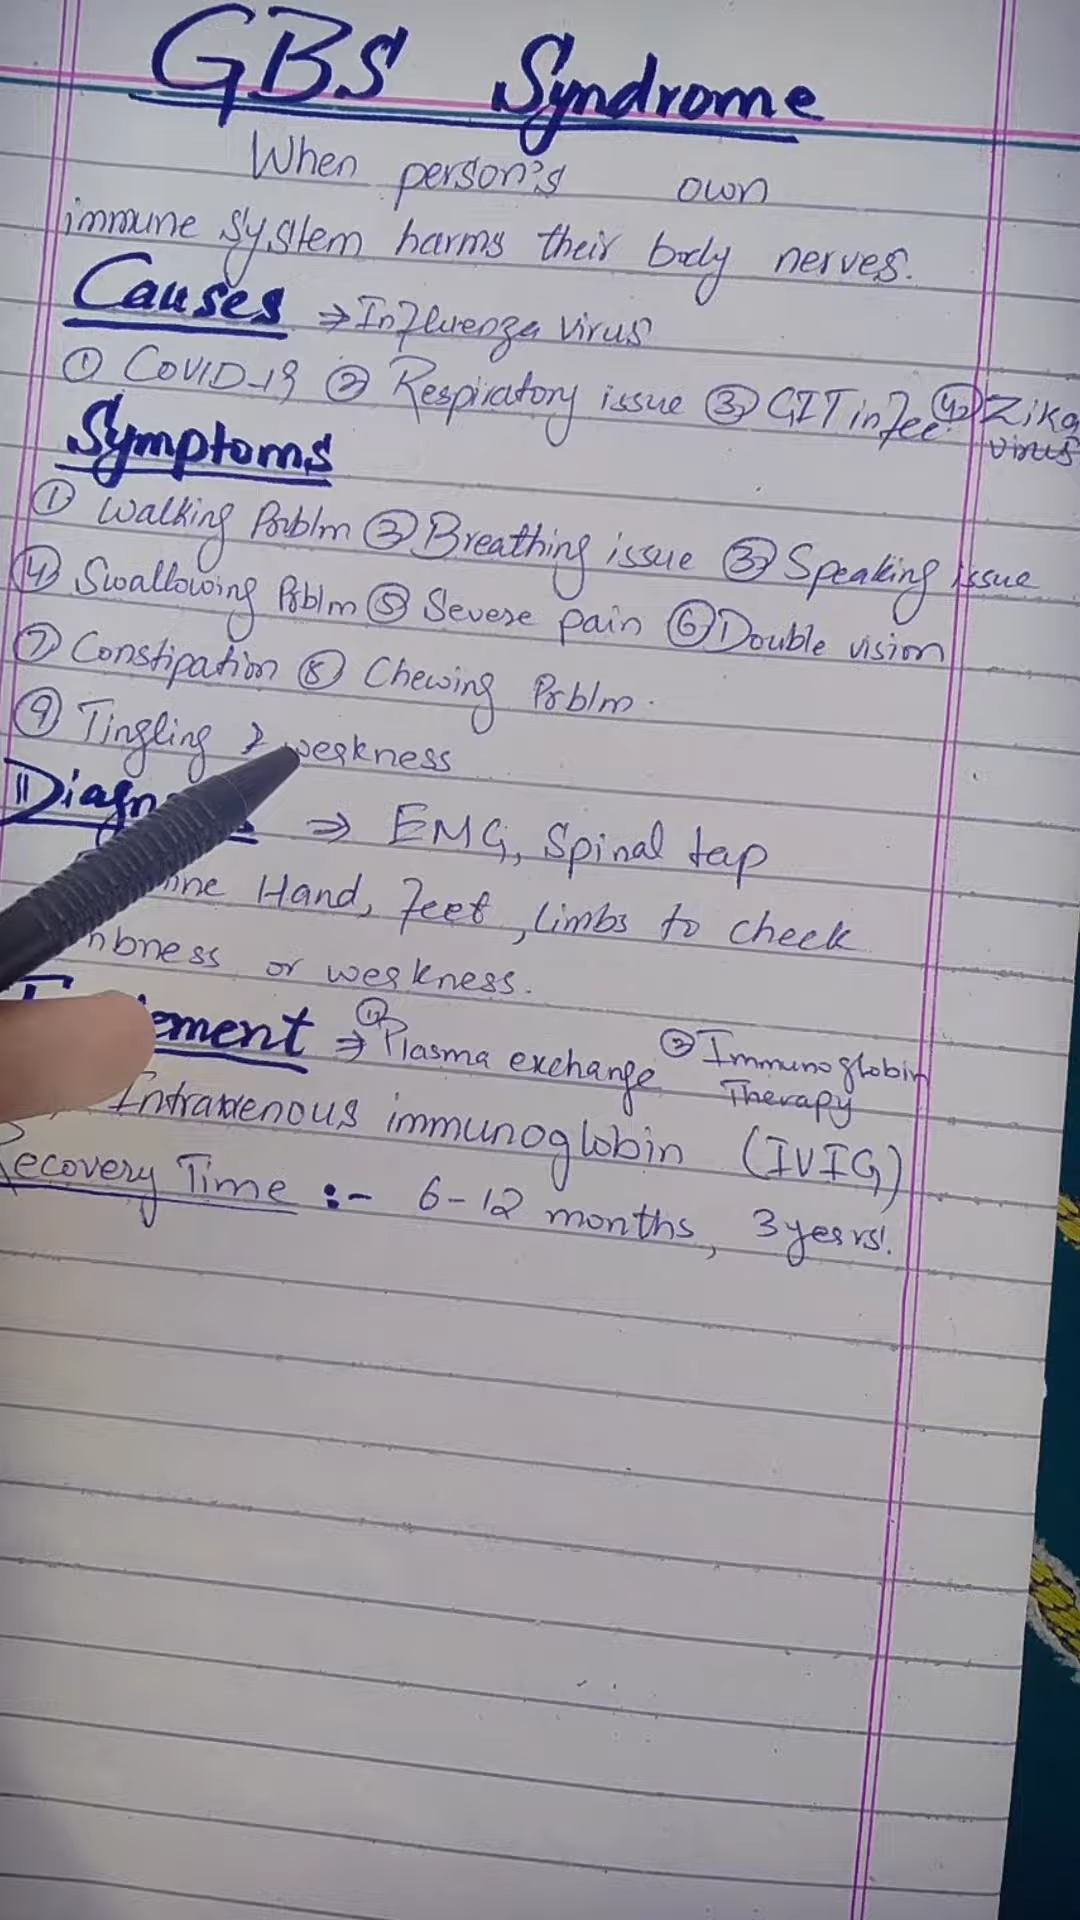 GBS Syndrome
When person's own
immune system harms their body nerves.
Causes ⇒ Influenza virus
① COVID-19 ② Respiratory issue ③ GIT infec ④ Zika
virus
Symptoms
① Walking Porblm ② Breathing issue ③ Speaking issue
④ Swallowing Porblm ⑤ Severe pain ⑥ Double vision
⑦ Constipation ⑧ Chewing Porblm.
⑨ Tingling & weakness
⇒ EMG, Spinal tap
Hand, feet, limbs to check
or weakness.
⇒ ① Plasma exchange ② Immunoglobin
Therapy
Intravenous immunoglobin (IVIG)
Recovery Time :- 6-12 months, 3 years.